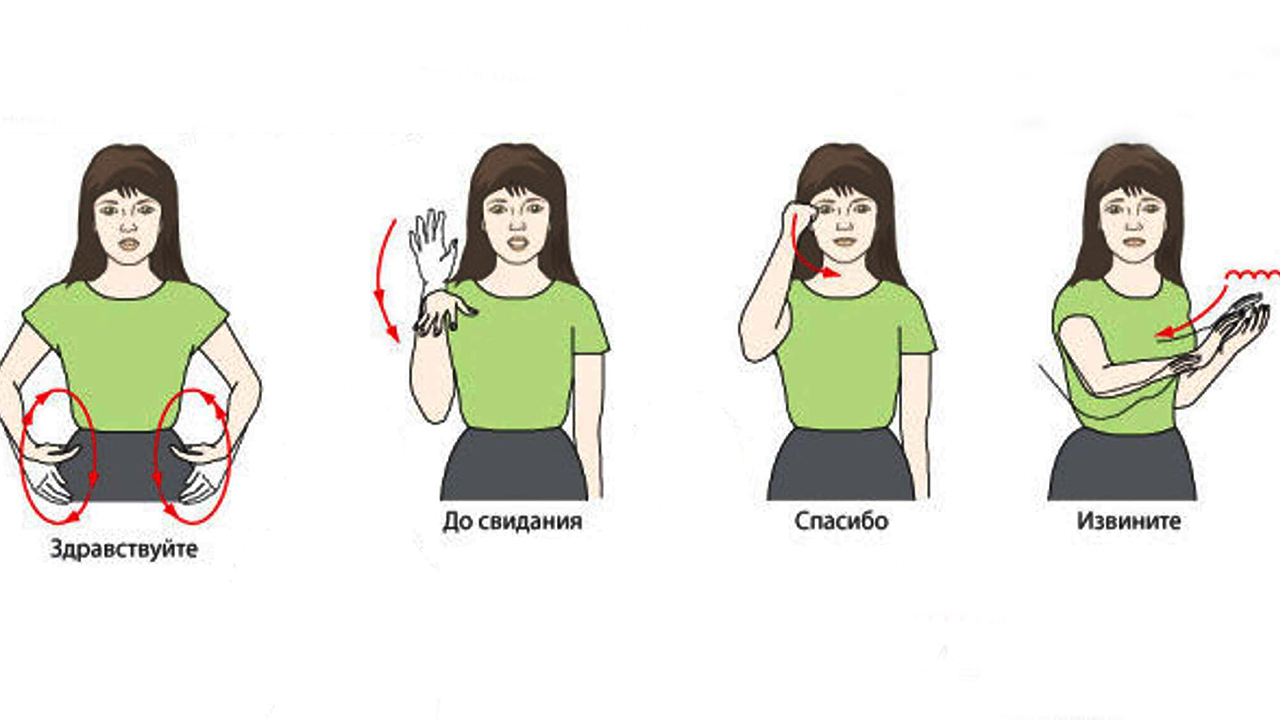 Здравствуйте
До свидания
Спасибо
Извините